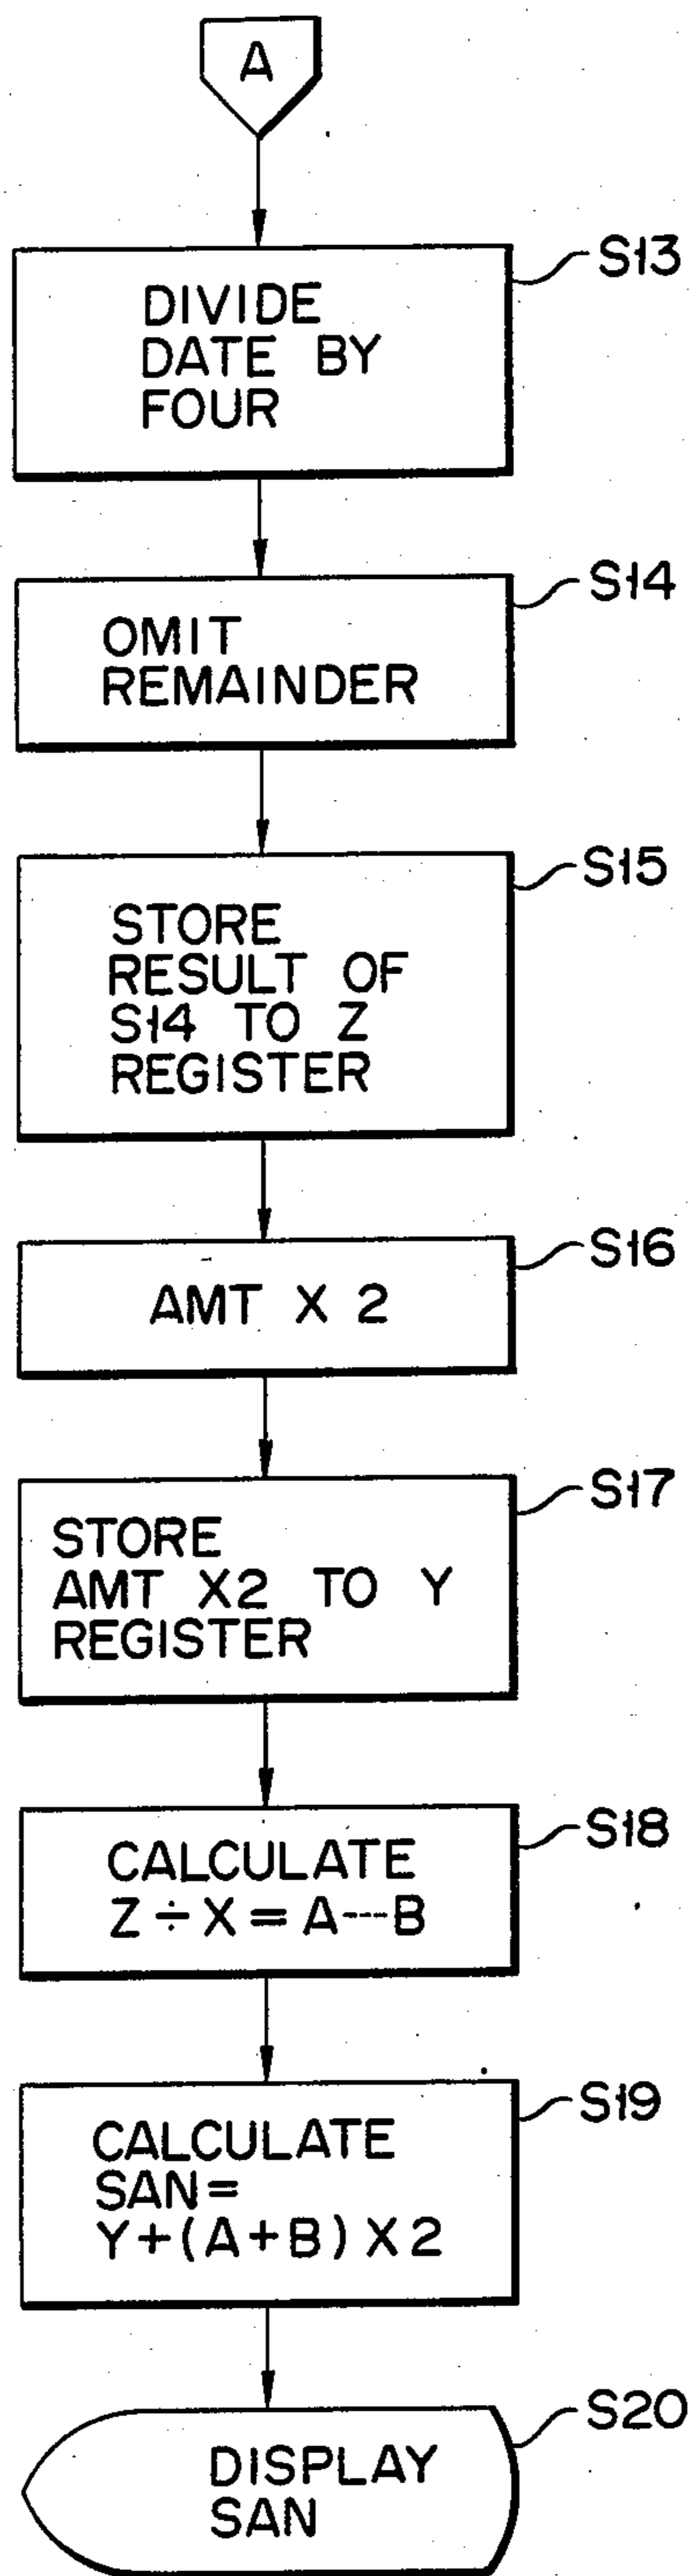 A
S13
DIVIDE
DATE BY
FOUR
S14
OMIT
REMAINDER
S15
STORE
RESULT OF
S14 TO Z
REGISTER
S16
AMT X 2
S17
STORE
AMT X2 TO Y
REGISTER
S18
CALCULATE
Z ÷ X = A---B
S19
CALCULATE
SAN=
Y+(A+B) X 2
S20
DISPLAY
SAN